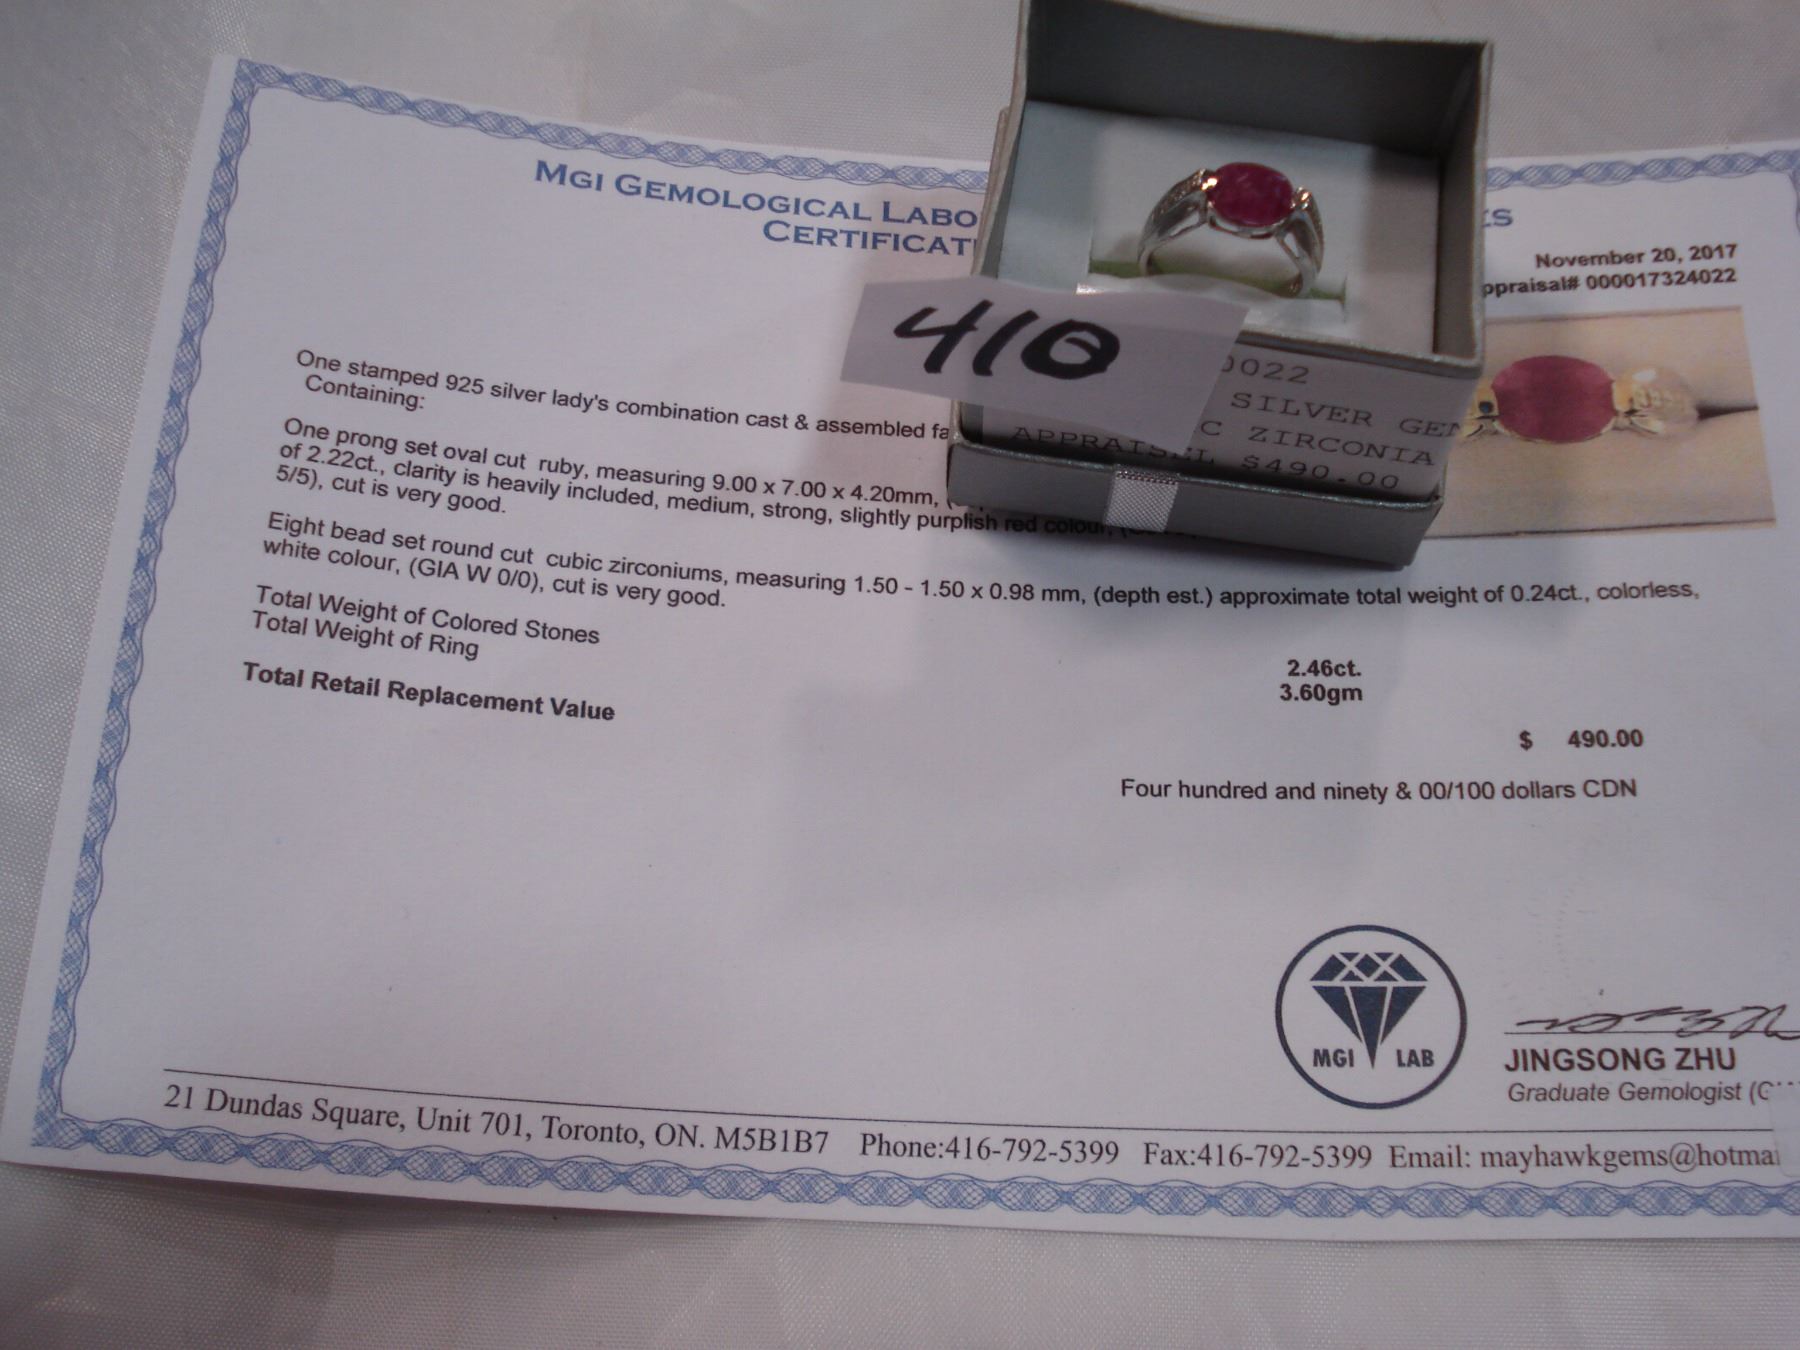 MGI GEMOLOGICAL LABO
CERTIFICAT
November 20, 2017
ppraisal# 000017324022
410
0022
SILVER GEN
C ZIRCONIA
APPRAISEL $490.00
One stamped 925 silver lady's combination cast & assembled fa
Containing:
One prong set oval cut ruby, measuring 9.00 x 7.00 x 4.20mm,
of 2.22ct., clarity is heavily included, medium, strong, slightly purplish red colour,
5/5), cut is very good.
Eight bead set round cut cubic zirconiums, measuring 1.50 - 1.50 x 0.98 mm, (depth est.) approximate total weight of 0.24ct., colorless,
white colour, (GIA W 0/0), cut is very good.
Total Weight of Colored Stones 2.46ct.
Total Weight of Ring 3.60gm
Total Retail Replacement Value $ 490.00
Four hundred and ninety & 00/100 dollars CDN
MGI LAB
JINGSONG ZHU
Graduate Gemologist (G
21 Dundas Square, Unit 701, Toronto, ON. M5B1B7 Phone:416-792-5399 Fax:416-792-5399 Email: mayhawkgems@hotmai